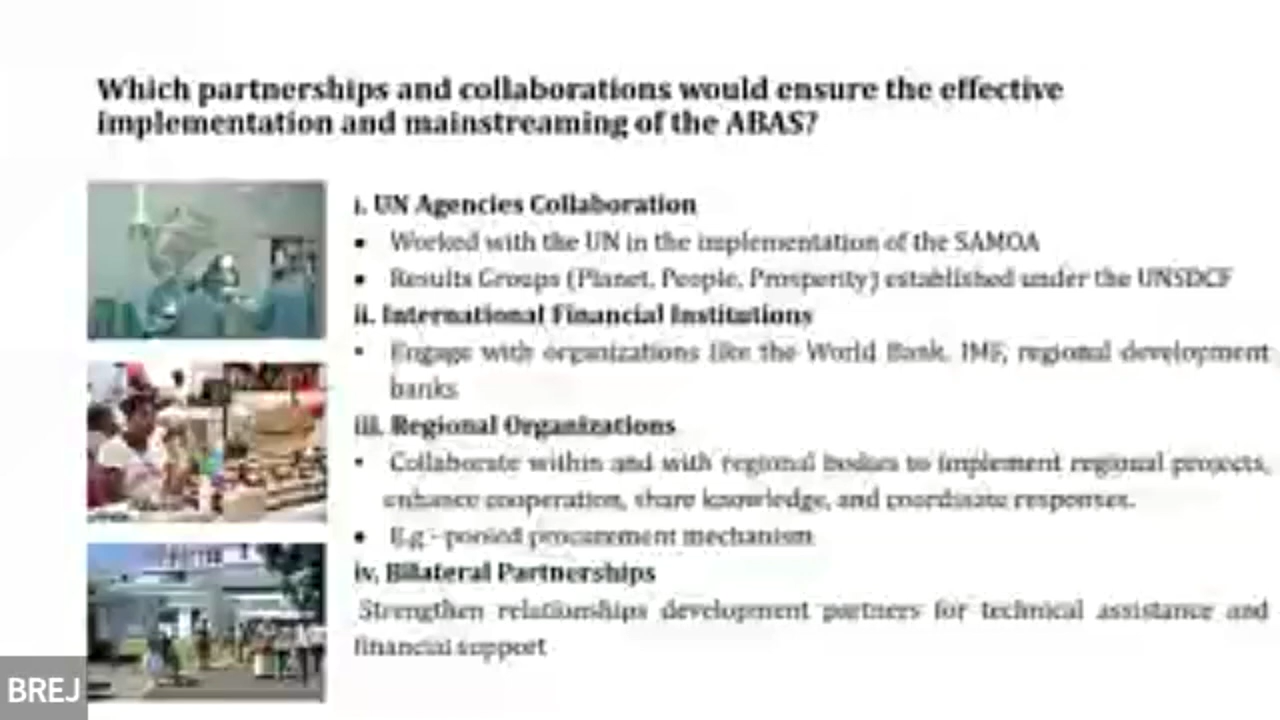 Which partnerships and collaborations would ensure the effective
implementation and mainstreaming of the ABAS?
i. UN Agencies Collaboration
• Worked with the UN in the implementation of the SAMOA
• Results Groups (Planet, People, Prosperity) established under the UNSDCF
ii. International Financial Institutions
• Engage with organizations like the World Bank, IMF, regional development
banks
iii. Regional Organizations
• Collaborate within and with regional bodies to implement regional projects,
enhance cooperation, share knowledge, and coordinate responses.
• E.g - pooled procurement mechanism
iv. Bilateral Partnerships
Strengthen relationships development partners for technical assistance and
financial support
BREJ